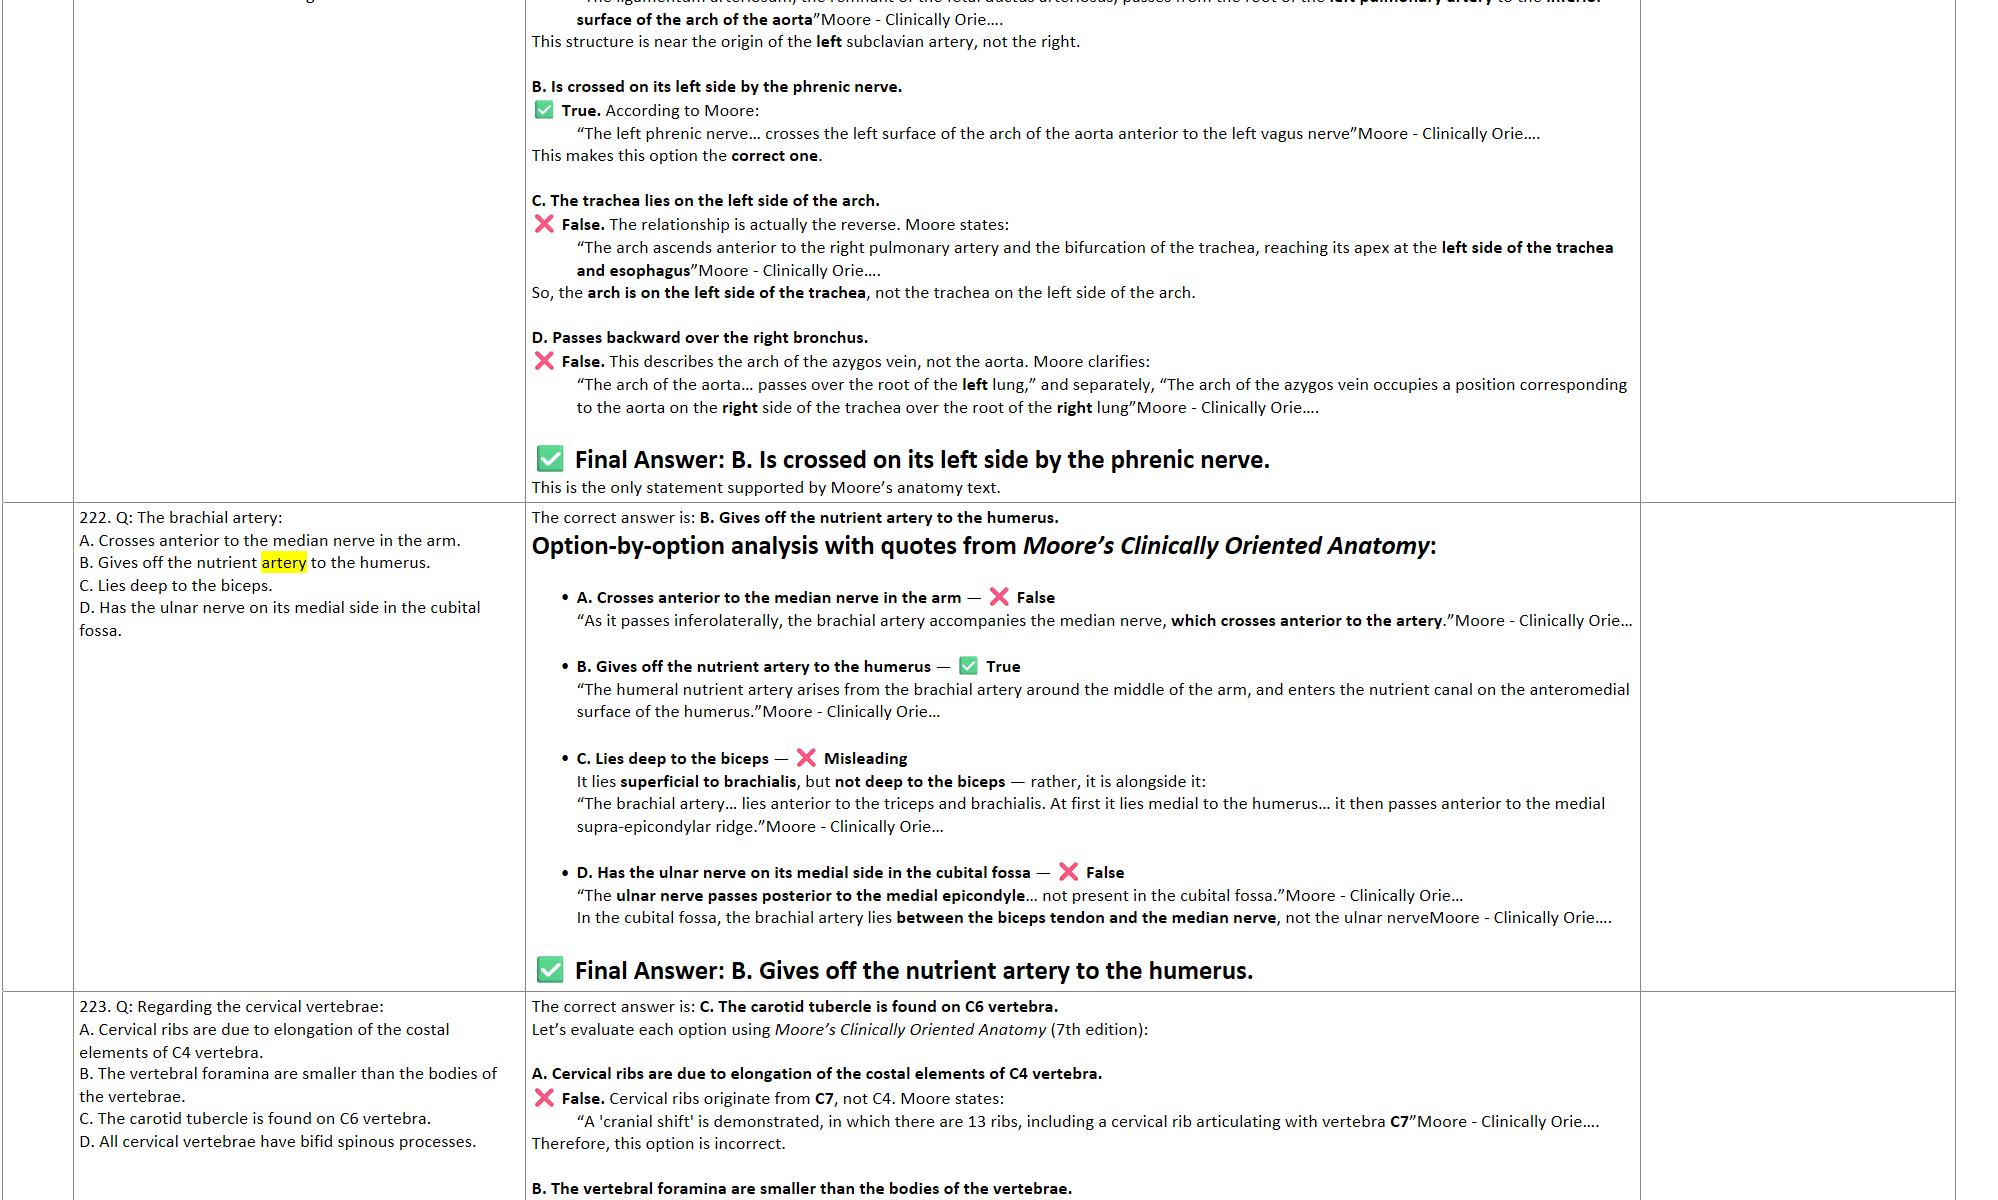 surface of the arch of the aorta”Moore - Clinically Orie….
This structure is near the origin of the left subclavian artery, not the right.
B. Is crossed on its left side by the phrenic nerve.
✅ True. According to Moore:
“The left phrenic nerve… crosses the left surface of the arch of the aorta anterior to the left vagus nerve”Moore - Clinically Orie….
This makes this option the correct one.
C. The trachea lies on the left side of the arch.
❌ False. The relationship is actually the reverse. Moore states:
“The arch ascends anterior to the right pulmonary artery and the bifurcation of the trachea, reaching its apex at the left side of the trachea
and esophagus”Moore - Clinically Orie….
So, the arch is on the left side of the trachea, not the trachea on the left side of the arch.
D. Passes backward over the right bronchus.
❌ False. This describes the arch of the azygos vein, not the aorta. Moore clarifies:
“The arch of the aorta… passes over the root of the left lung,” and separately, “The arch of the azygos vein occupies a position corresponding
to the aorta on the right side of the trachea over the root of the right lung”Moore - Clinically Orie….
✅ Final Answer: B. Is crossed on its left side by the phrenic nerve.
This is the only statement supported by Moore’s anatomy text.
222. Q: The brachial artery:
A. Crosses anterior to the median nerve in the arm.
B. Gives off the nutrient artery to the humerus.
C. Lies deep to the biceps.
D. Has the ulnar nerve on its medial side in the cubital
fossa.
The correct answer is: B. Gives off the nutrient artery to the humerus.
Option-by-option analysis with quotes from Moore’s Clinically Oriented Anatomy:
• A. Crosses anterior to the median nerve in the arm — ❌ False
“As it passes inferolaterally, the brachial artery accompanies the median nerve, which crosses anterior to the artery.”Moore - Clinically Orie…
• B. Gives off the nutrient artery to the humerus — ✅ True
“The humeral nutrient artery arises from the brachial artery around the middle of the arm, and enters the nutrient canal on the anteromedial
surface of the humerus.”Moore - Clinically Orie…
• C. Lies deep to the biceps — ❌ Misleading
It lies superficial to brachialis, but not deep to the biceps — rather, it is alongside it:
“The brachial artery… lies anterior to the triceps and brachialis. At first it lies medial to the humerus… it then passes anterior to the medial
supra-epicondylar ridge.”Moore - Clinically Orie…
• D. Has the ulnar nerve on its medial side in the cubital fossa — ❌ False
“The ulnar nerve passes posterior to the medial epicondyle… not present in the cubital fossa.”Moore - Clinically Orie…
In the cubital fossa, the brachial artery lies between the biceps tendon and the median nerve, not the ulnar nerveMoore - Clinically Orie….
✅ Final Answer: B. Gives off the nutrient artery to the humerus.
223. Q: Regarding the cervical vertebrae:
A. Cervical ribs are due to elongation of the costal
elements of C4 vertebra.
B. The vertebral foramina are smaller than the bodies of
the vertebrae.
C. The carotid tubercle is found on C6 vertebra.
D. All cervical vertebrae have bifid spinous processes.
The correct answer is: C. The carotid tubercle is found on C6 vertebra.
Let’s evaluate each option using Moore’s Clinically Oriented Anatomy (7th edition):
A. Cervical ribs are due to elongation of the costal elements of C4 vertebra.
❌ False. Cervical ribs originate from C7, not C4. Moore states:
“A 'cranial shift' is demonstrated, in which there are 13 ribs, including a cervical rib articulating with vertebra C7”Moore - Clinically Orie….
Therefore, this option is incorrect.
B. The vertebral foramina are smaller than the bodies of the vertebrae.